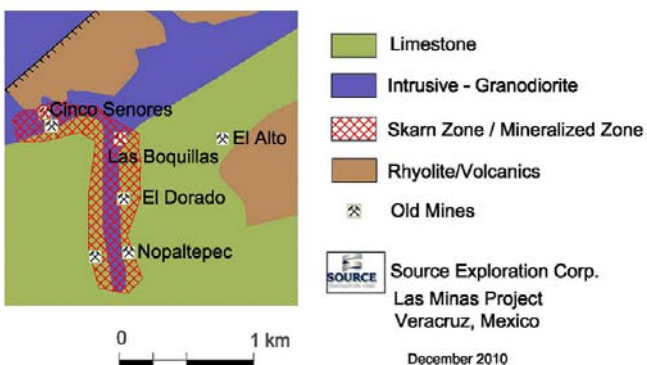 Cinco Senores
Las Boquillas
El Alto
El Dorado
Nopaltepec
0 1 km
Limestone
Intrusive - Granodiorite
Skarn Zone / Mineralized Zone
Rhyolite/Volcanics
Old Mines
SOURCE
Source Exploration Corp.
Las Minas Project
Veracruz, Mexico
December 2010